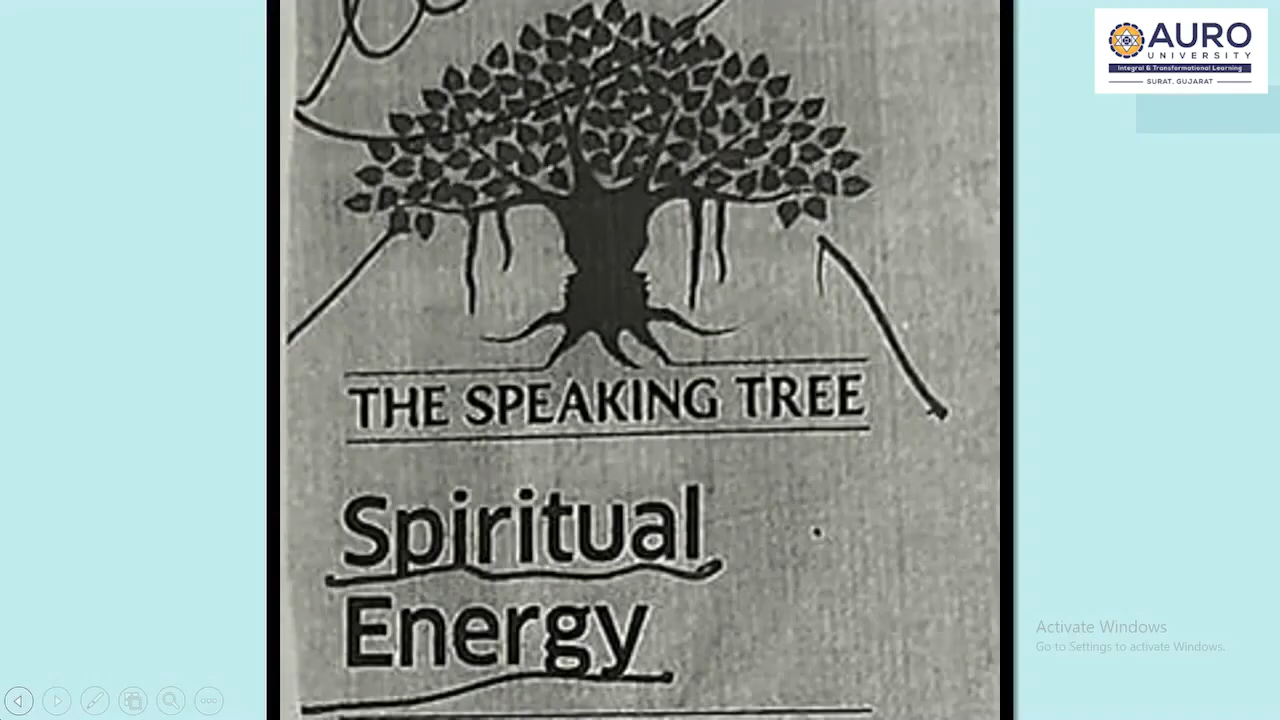 AURO
UNIVERSITY
Integral & Transformational Learning
SURAT, GUJARAT
THE SPEAKING TREE
Spiritual
Energy
Activate Windows
Go to Settings to activate Windows.